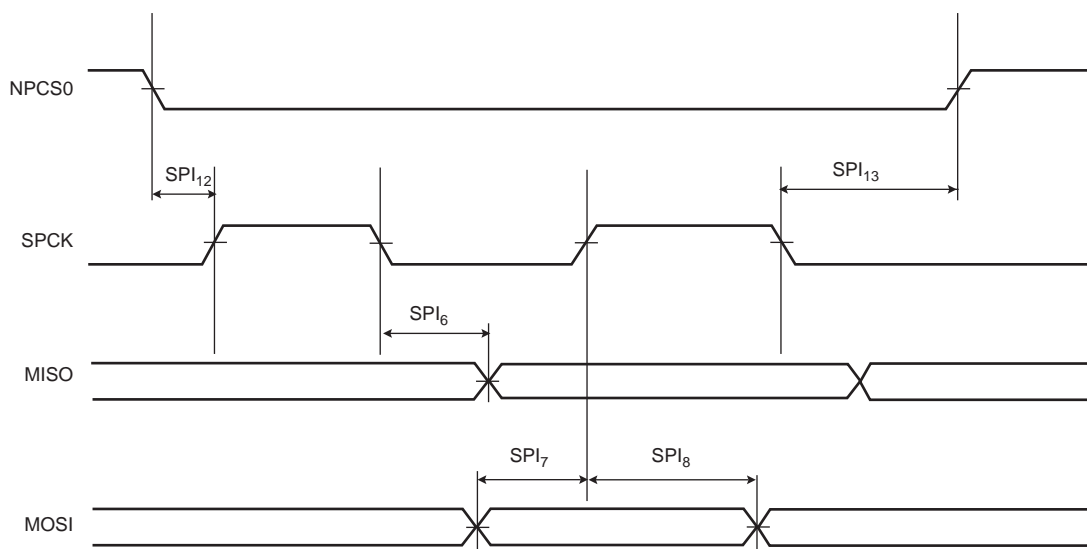 NPCS0
SPI₁₂
SPI₁₃
SPCK
SPI₆
MISO
SPI₇
SPI₈
MOSI